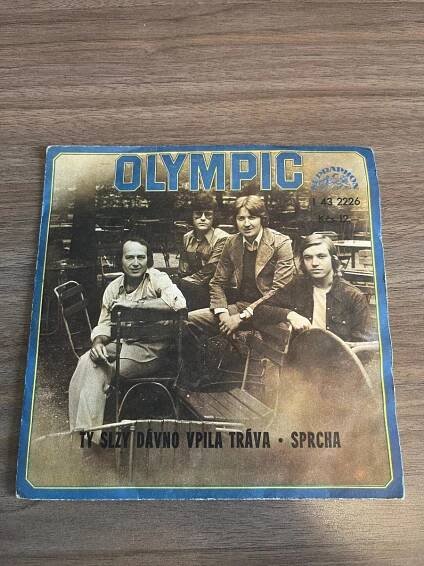 OLYMPIC
SUPRAPHON
1 43 2226
Kčs 12
TY SLZY DÁVNO VPILA TRÁVA • SPRCHA